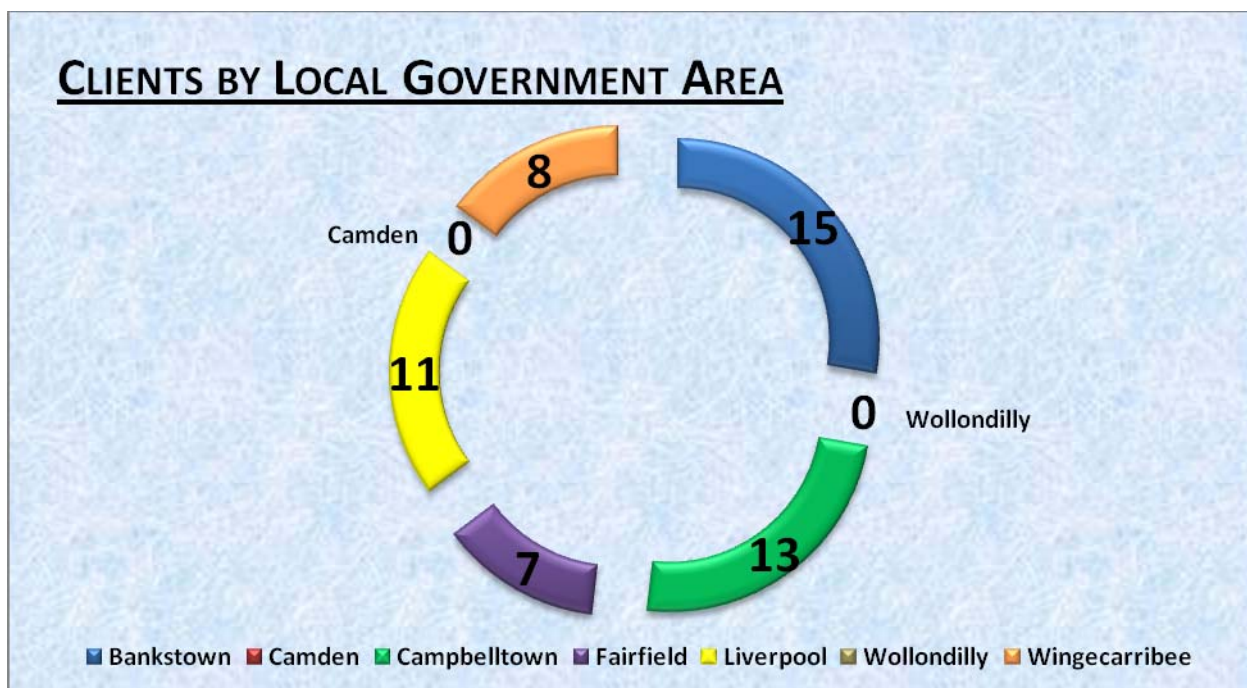 CLIENTS BY LOCAL GOVERNMENT AREA
8
15
Camden 0
11
0 Wollondilly
13
7
Bankstown Camden Campbelltown Fairfield Liverpool Wollondilly Wingecarribee